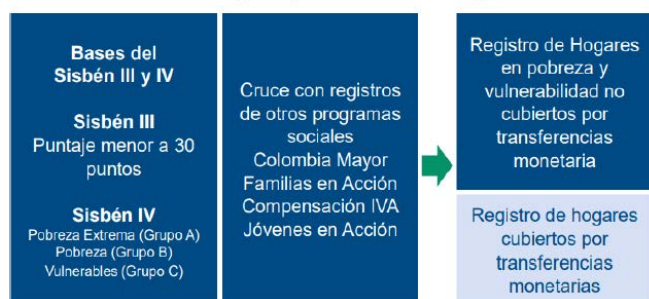 Bases del
Sisbén III y IV
Sisbén III
Puntaje menor a 30
puntos
Sisbén IV
Pobreza Extrema (Grupo A)
Pobreza (Grupo B)
Vulnerables (Grupo C)
Cruce con registros
de otros programas
sociales
Colombia Mayor
Familias en Acción
Compensación IVA
Jóvenes en Acción
Registro de Hogares
en pobreza y
vulnerabilidad no
cubiertos por
transferencias
monetaria
Registro de hogares
cubiertos por
transferencias
monetarias